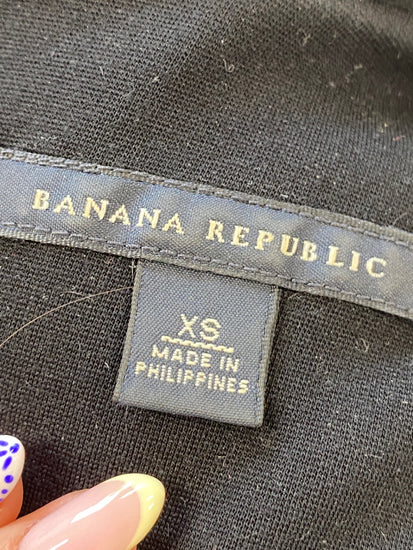 BANANA REPUBLIC
XS
MADE IN
PHILIPPINES